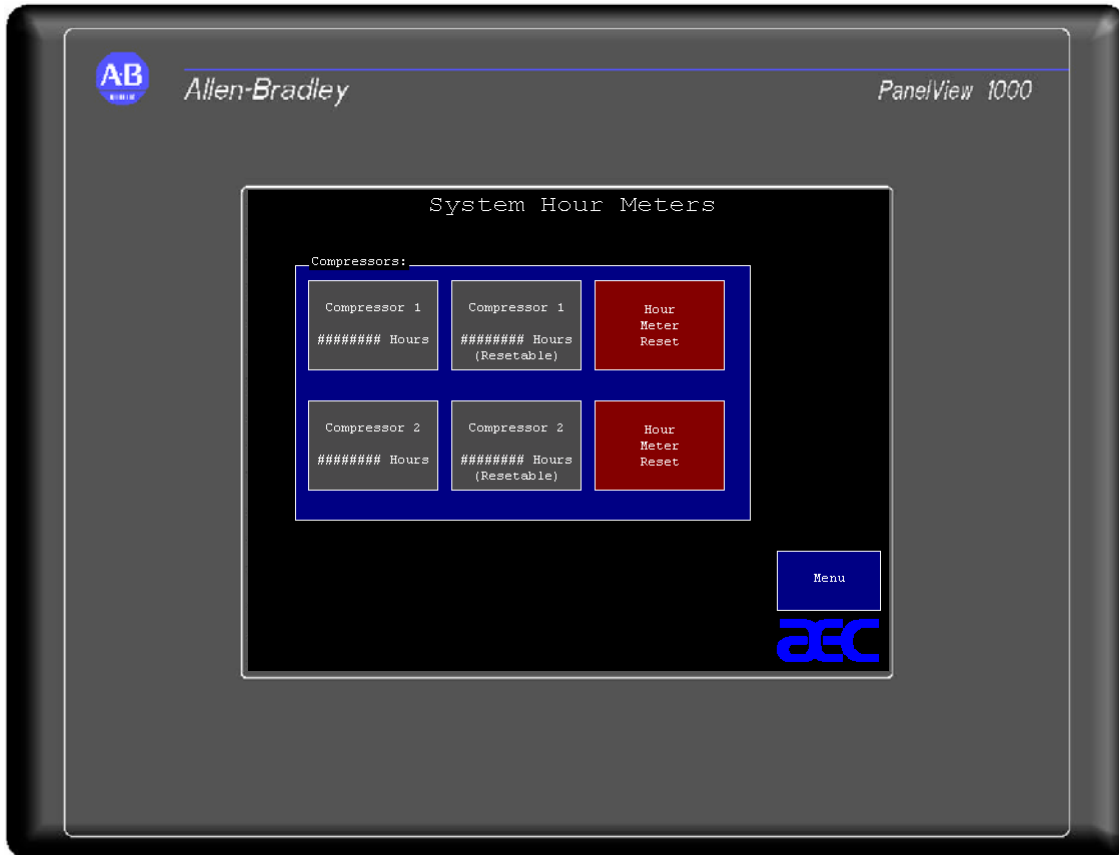 A·B
Allen-Bradley
PanelView 1000
System Hour Meters
Compressors:
Compressor 1
######## Hours
Compressor 1
######## Hours
(Resetable)
Hour
Meter
Reset
Compressor 2
######## Hours
Compressor 2
######## Hours
(Resetable)
Hour
Meter
Reset
Menu
aec